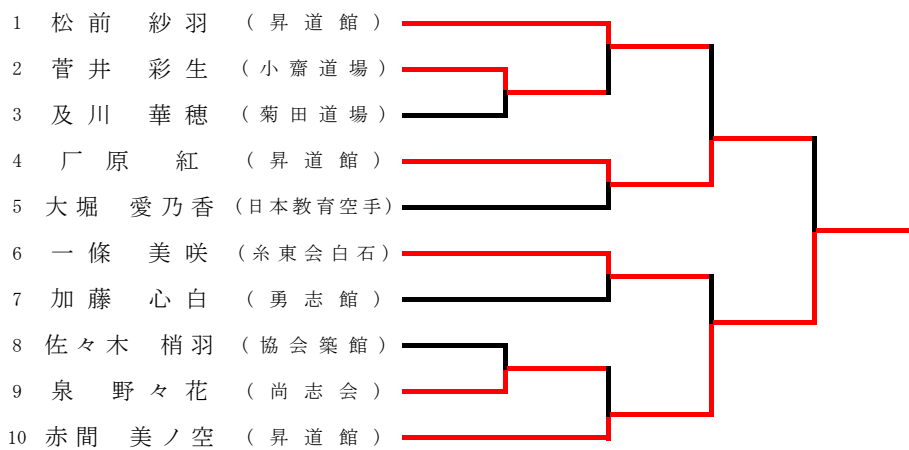 1 松前 紗羽 (昇道館)
2 菅井 彩生 (小齋道場)
3 及川 華穂 (菊田道場)
4 厂原 紅 (昇道館)
5 大堀 愛乃香 (日本教育空手)
6 一條 美咲 (糸東会白石)
7 加藤 心白 (勇志館)
8 佐々木 梢羽 (協会築館)
9 泉 野々花 (尚志会)
10 赤間 美ノ空 (昇道館)